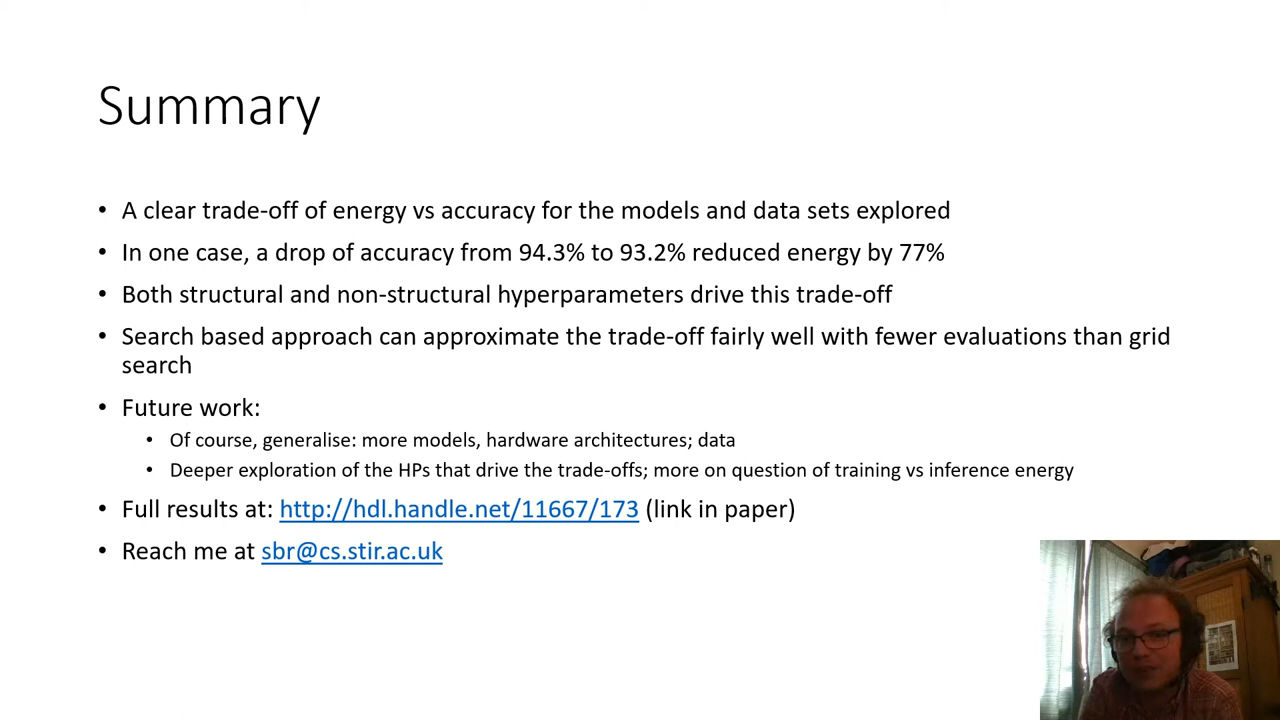 Summary
• A clear trade-off of energy vs accuracy for the models and data sets explored
• In one case, a drop of accuracy from 94.3% to 93.2% reduced energy by 77%
• Both structural and non-structural hyperparameters drive this trade-off
• Search based approach can approximate the trade-off fairly well with fewer evaluations than grid
search
• Future work:
• Of course, generalise: more models, hardware architectures; data
• Deeper exploration of the HPs that drive the trade-offs; more on question of training vs inference energy
• Full results at: http://hdl.handle.net/11667/173 (link in paper)
• Reach me at sbr@cs.stir.ac.uk